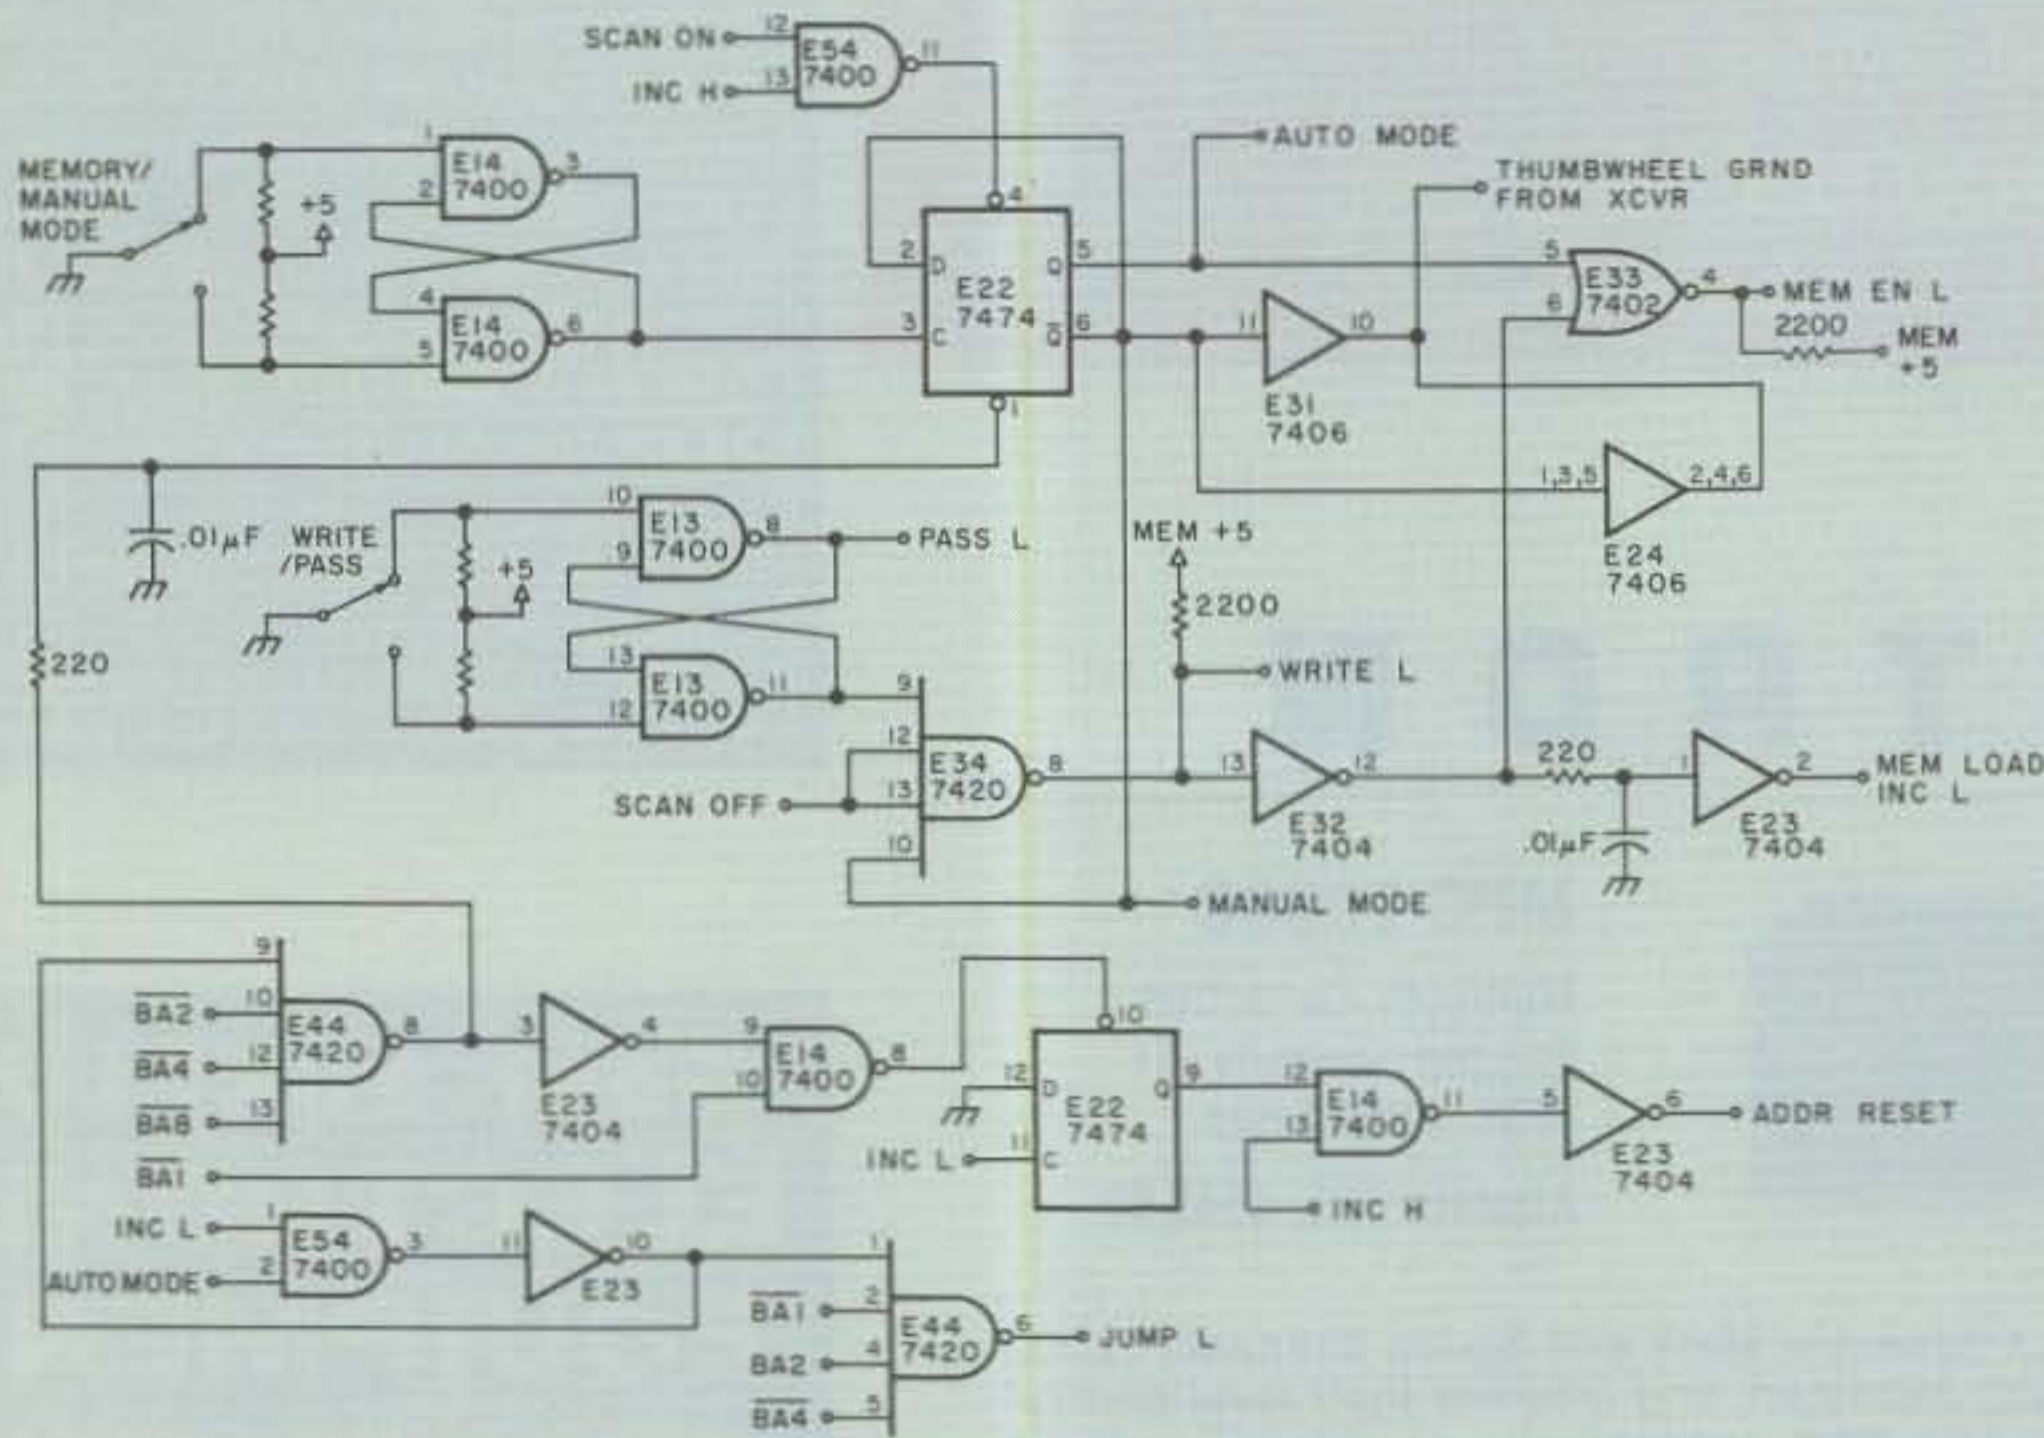 SCAN ON
12
E54
7400
11
INC H
13
MEMORY/
MANUAL
MODE
+5
1
E14
7400
3
2
4
E14
7400
6
5
4
2
D
Q
5
E22
7474
3
C
Q̅
6
1
AUTO MODE
THUMBWHEEL GRND
FROM XCVR
11
10
E31
7406
5
E33
7402
4
6
MEM EN L
2200
MEM
+5
1,3,5
2,4,6
E24
7406
.01µF
WRITE
/PASS
+5
220
10
E13
7400
8
PASS L
9
13
E13
7400
11
12
MEM +5
2200
WRITE L
9
12
E34
7420
8
13
10
SCAN OFF
13
12
E32
7404
220
.01µF
1
2
E23
7404
MEM LOAD
INC L
MANUAL MODE
9
B̅A̅2̅
10
E44
7420
8
B̅A̅4̅
12
B̅A̅8̅
13
B̅A̅1̅
3
4
E23
7404
9
E14
7400
8
10
10
12
D
Q
9
E22
7474
INC L
11
C
12
E14
7400
11
13
INC H
5
6
E23
7404
ADDR RESET
INC L
1
E54
7400
3
AUTO MODE
2
11
10
E23
1
B̅A̅1̅
2
E44
7420
6
JUMP L
BA2
4
B̅A̅4̅
5